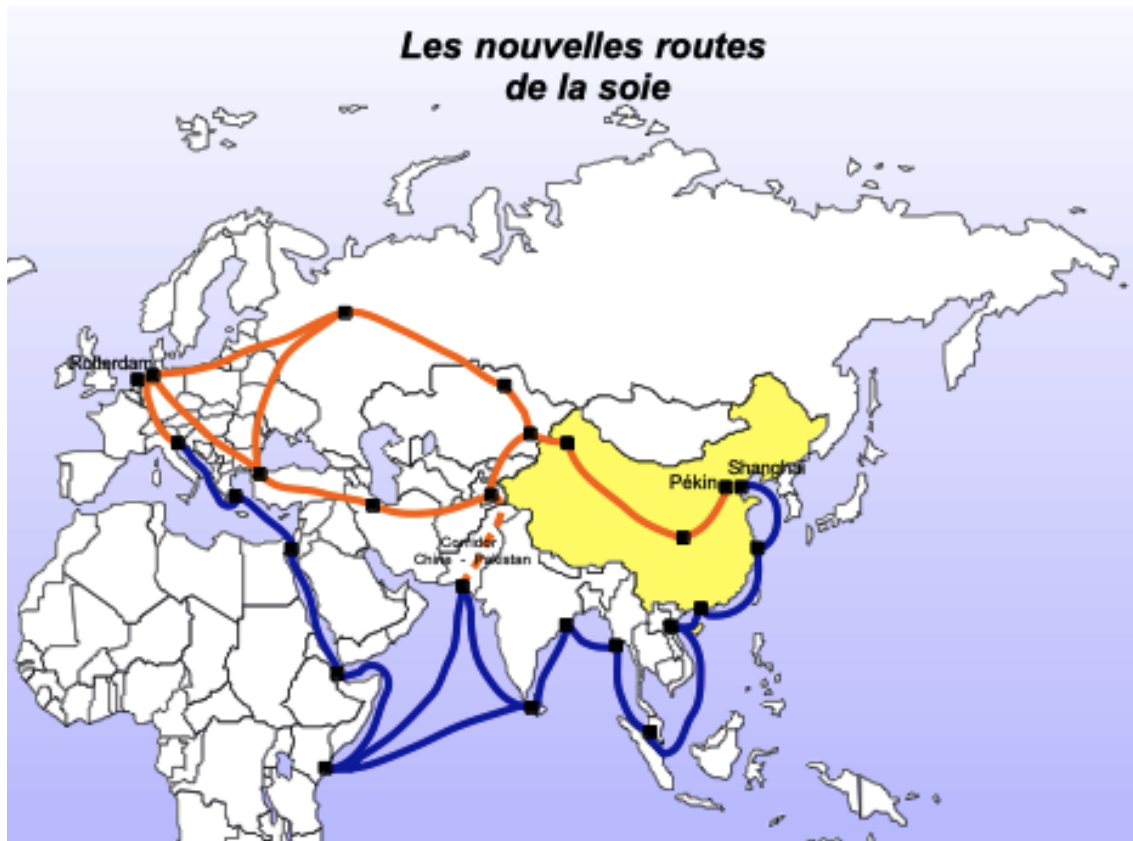 Les nouvelles routes
de la soie
Rotterdam
Shanghai
Pékin
Corridor
China - Pakistan